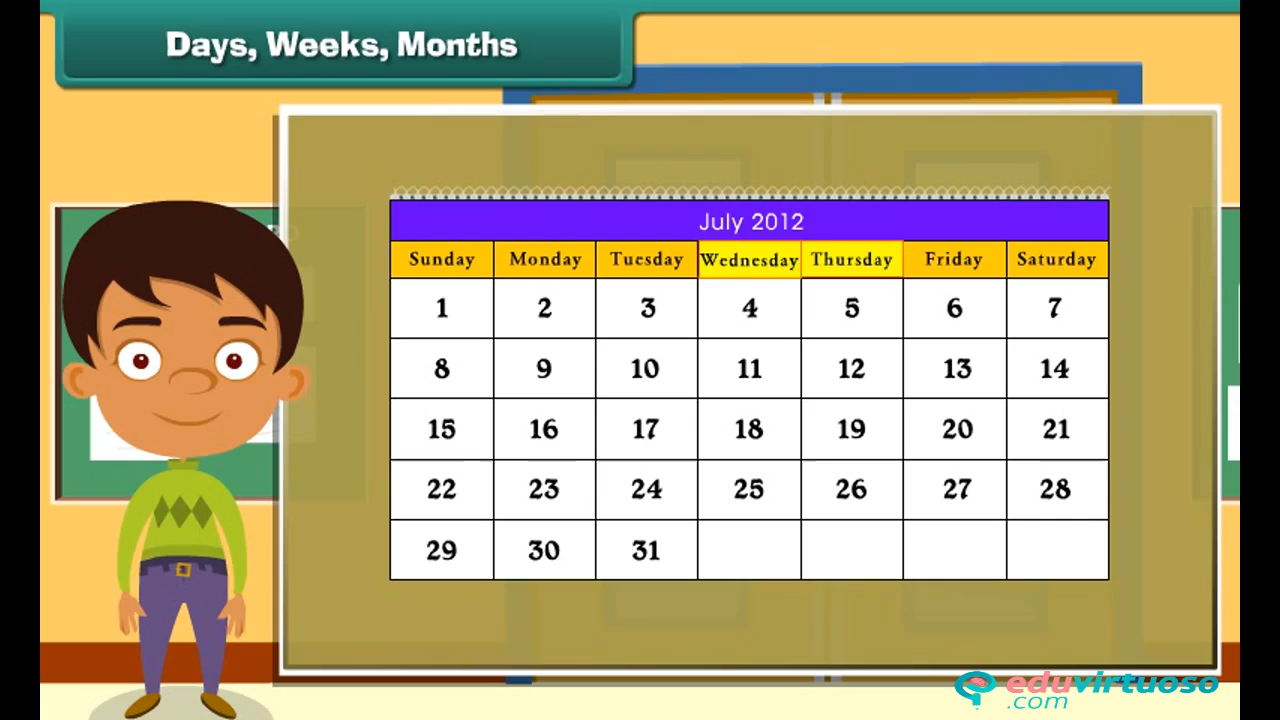 Days, Weeks, Months
July 2012
Sunday Monday Tuesday Wednesday Thursday Friday Saturday
1 2 3 4 5 6 7
8 9 10 11 12 13 14
15 16 17 18 19 20 21
22 23 24 25 26 27 28
29 30 31
eduvirtuoso
.com